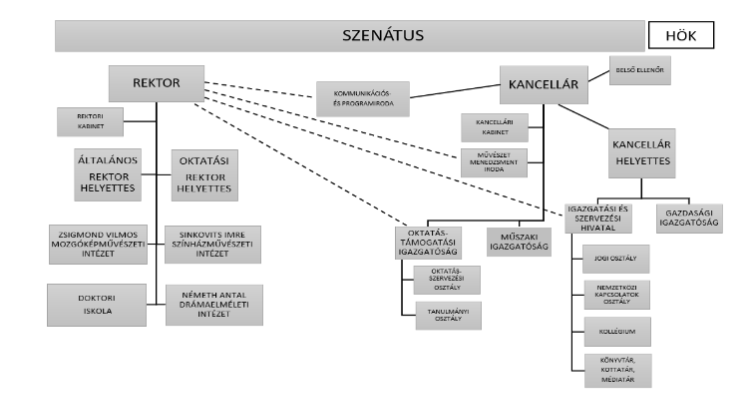 SZENÁTUS
HÖK
REKTOR
KOMMUNIKÁCIÓS-
ÉS PROGRAMIRODA
KANCELLÁR
BELSŐ ELLENŐR
REKTORI
KABINET
KANCELLÁRI
KABINET
ÁLTALÁNOS
REKTOR
HELYETTES
OKTATÁSI
REKTOR
HELYETTES
MŰVÉSZET
MENEDZSMENT
IRODA
KANCELLÁR
HELYETTES
ZSIGMOND VILMOS
MOZGÓKÉPMŰVÉSZETI
INTÉZET
SINKOVITS IMRE
SZÍNHÁZMŰVÉSZETI
INTÉZET
OKTATÁS-
TÁMOGATÁSI
IGAZGATÓSÁG
MŰSZAKI
IGAZGATÓSÁG
IGAZGATÁSI ÉS
SZERVEZÉSI
HIVATAL
GAZDASÁGI
IGAZGATÓSÁG
DOKTORI
ISKOLA
NÉMETH ANTAL
DRÁMAELMÉLETI
INTÉZET
OKTATÁS-
SZERVEZÉSI
OSZTÁLY
TANULMÁNYI
OSZTÁLY
JOGI OSZTÁLY
NEMZETKÖZI
KAPCSOLATOK
OSZTÁLY
KOLLÉGIUM
KÖNYVTÁR,
KOTTATÁR,
MÉDIATÁR